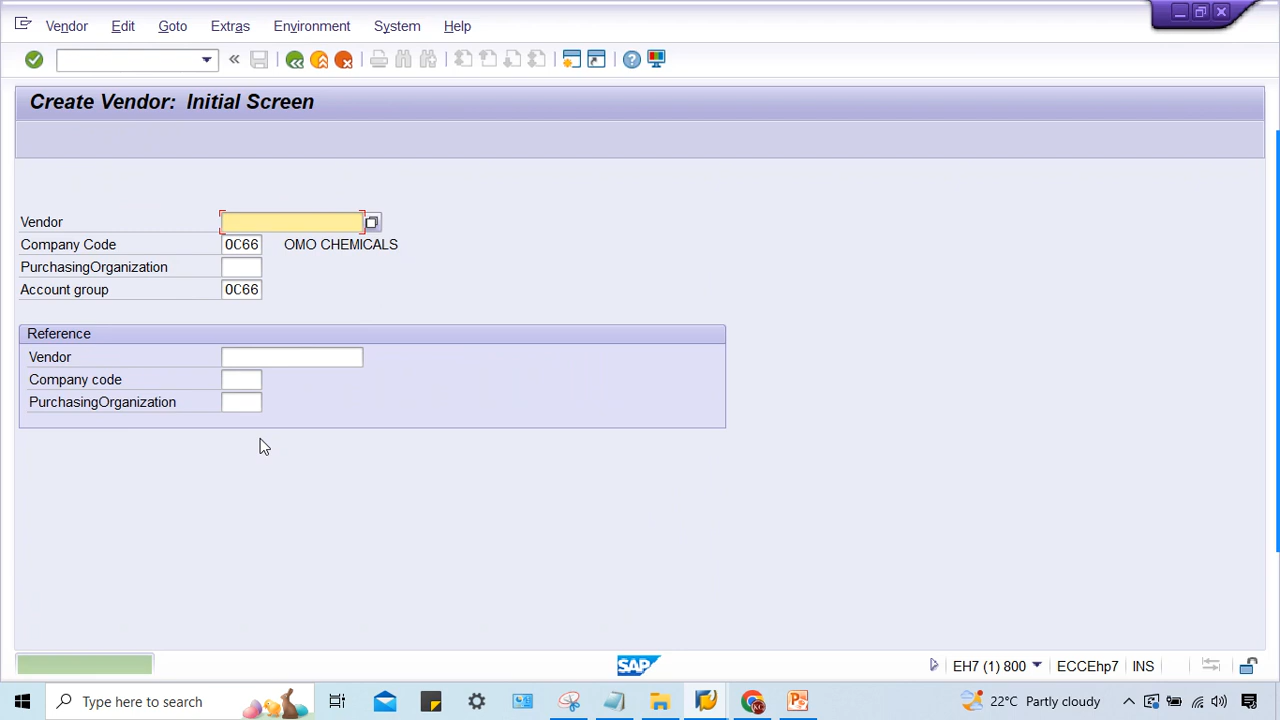 Vendor Edit Goto Extras Environment System Help
Create Vendor: Initial Screen
Vendor
Company Code 0C66 OMO CHEMICALS
PurchasingOrganization
Account group 0C66
Reference
Vendor
Company code
PurchasingOrganization
SAP EH7 (1) 800 ECCEhp7 INS
Type here to search 22°C Partly cloudy